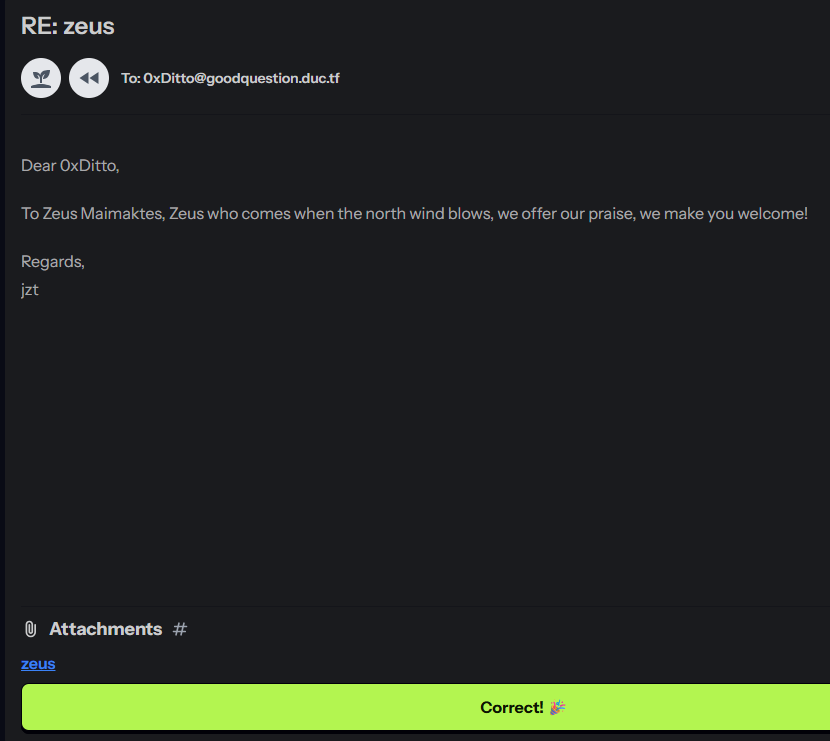 RE: zeus
To: 0xDitto@goodquestion.duc.tf
Dear 0xDitto,
To Zeus Maimaktes, Zeus who comes when the north wind blows, we offer our praise, we make you welcome!
Regards,
jzt
Attachments #
zeus
Correct! 🎉